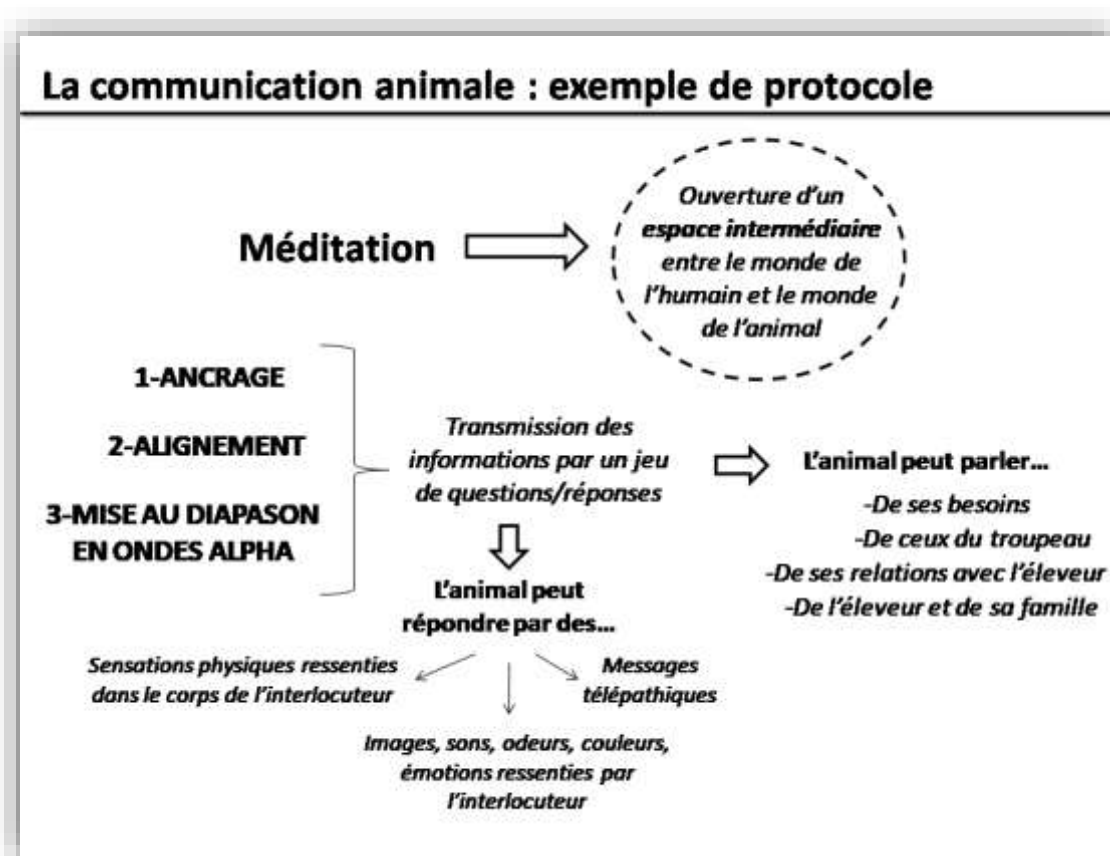 La communication animale : exemple de protocole
Méditation
Ouverture d'un
espace intermédiaire
entre le monde de
l'humain et le monde
de l'animal
1-ANCRAGE
2-ALIGNEMENT
3-MISE AU DIAPASON
EN ONDES ALPHA
Transmission des
informations par un jeu
de questions/réponses
L'animal peut parler...
-De ses besoins
-De ceux du troupeau
-De ses relations avec l'éleveur
-De l'éleveur et de sa famille
L'animal peut
répondre par des...
Sensations physiques ressenties
dans le corps de l'interlocuteur
Images, sons, odeurs, couleurs,
émotions ressenties par
l'interlocuteur
Messages
télépathiques